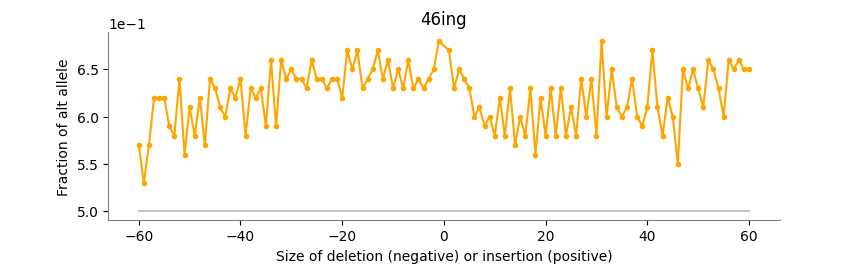 46ing
1e−1
Fraction of alt allele
6.5
6.0
5.5
5.0
−60 −40 −20 0 20 40 60
Size of deletion (negative) or insertion (positive)